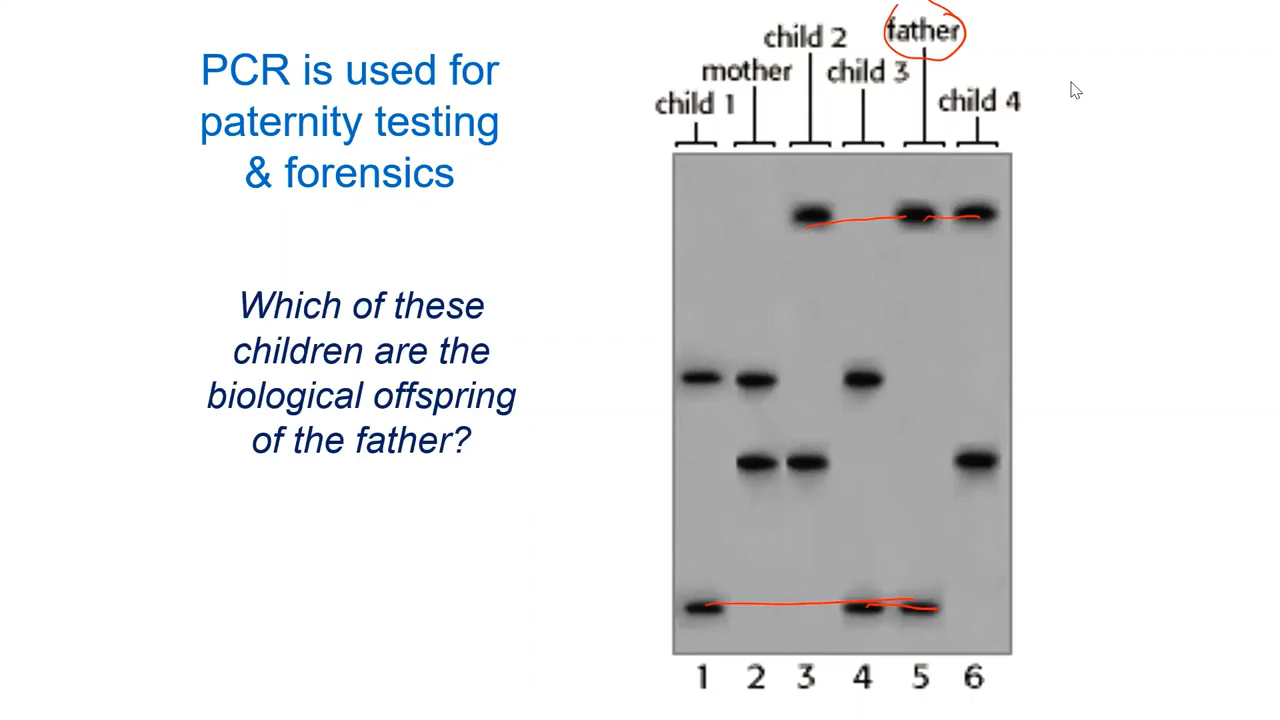 PCR is used for
paternity testing
& forensics
Which of these
children are the
biological offspring
of the father?
child 2
father
mother
child 3
child 1
child 4
1 2 3 4 5 6